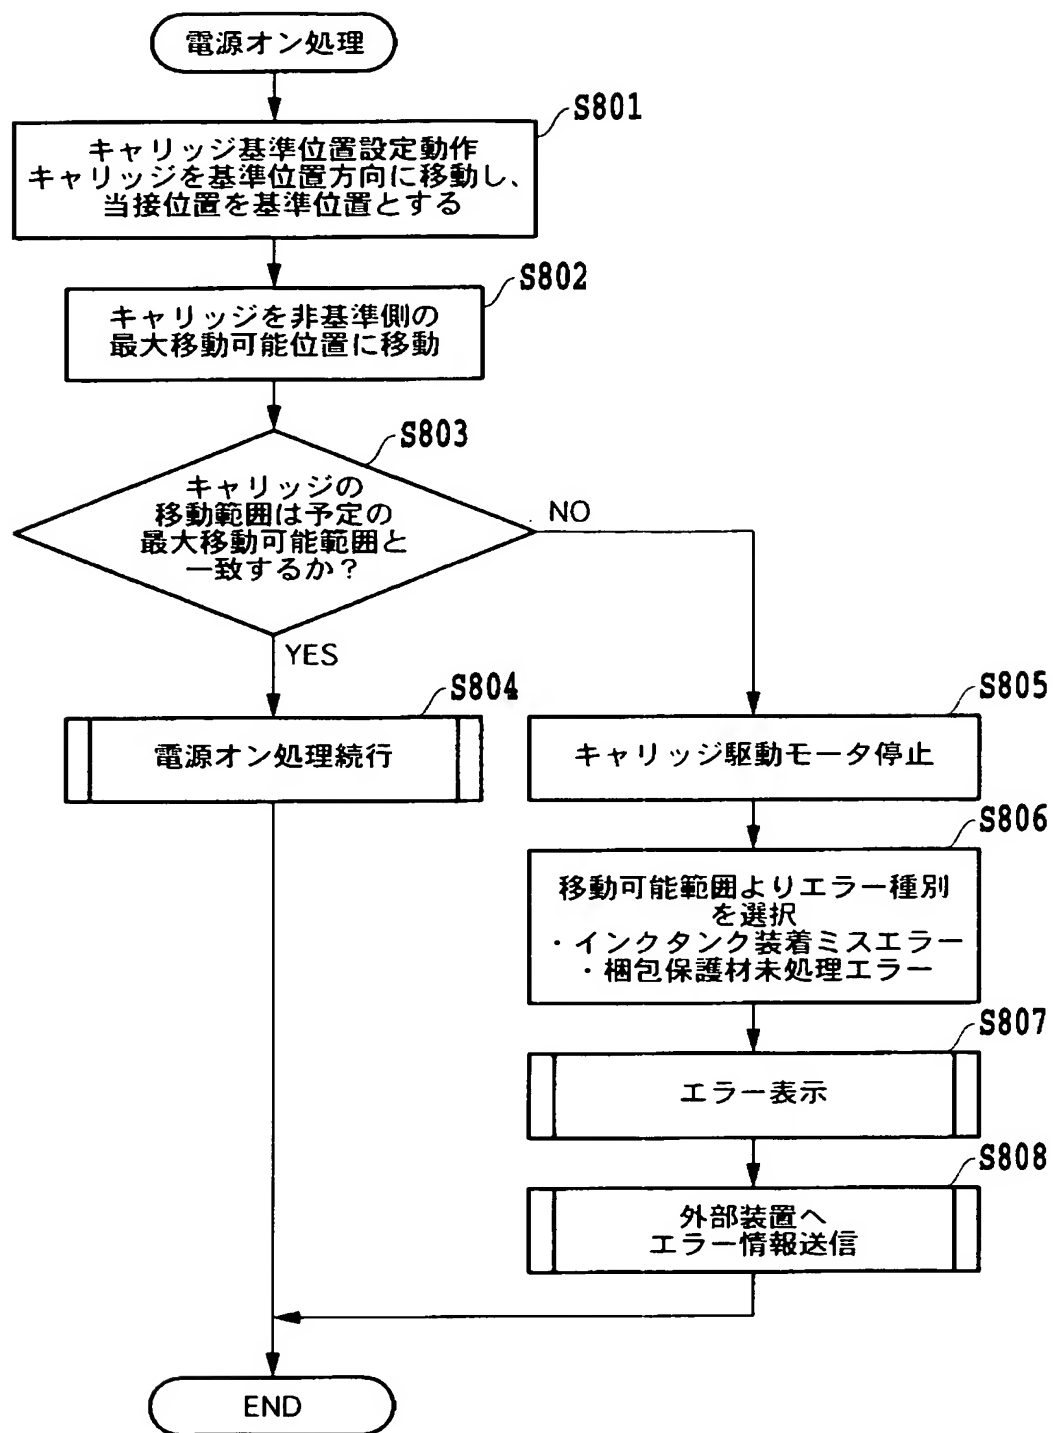 電源オン処理
S801
キャリッジ基準位置設定動作
キャリッジを基準位置方向に移動し、
当接位置を基準位置とする
S802
キャリッジを非基準側の
最大移動可能位置に移動
S803
キャリッジの
移動範囲は予定の
最大移動可能範囲と
一致するか？
NO
YES
S804
電源オン処理続行
S805
キャリッジ駆動モータ停止
S806
移動可能範囲よりエラー種別
を選択
・インクタンク装着ミスエラー
・梱包保護材未処理エラー
S807
エラー表示
S808
外部装置へ
エラー情報送信
END